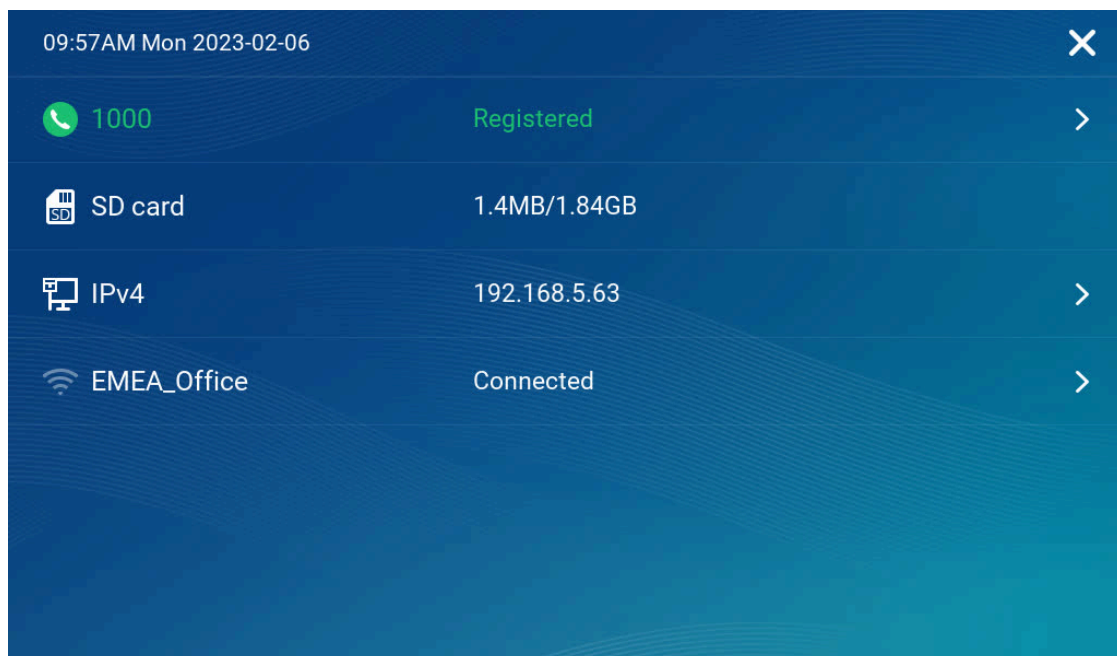 09:57AM Mon 2023-02-06
1000 Registered
SD SD card 1.4MB/1.84GB
IPv4 192.168.5.63
EMEA_Office Connected